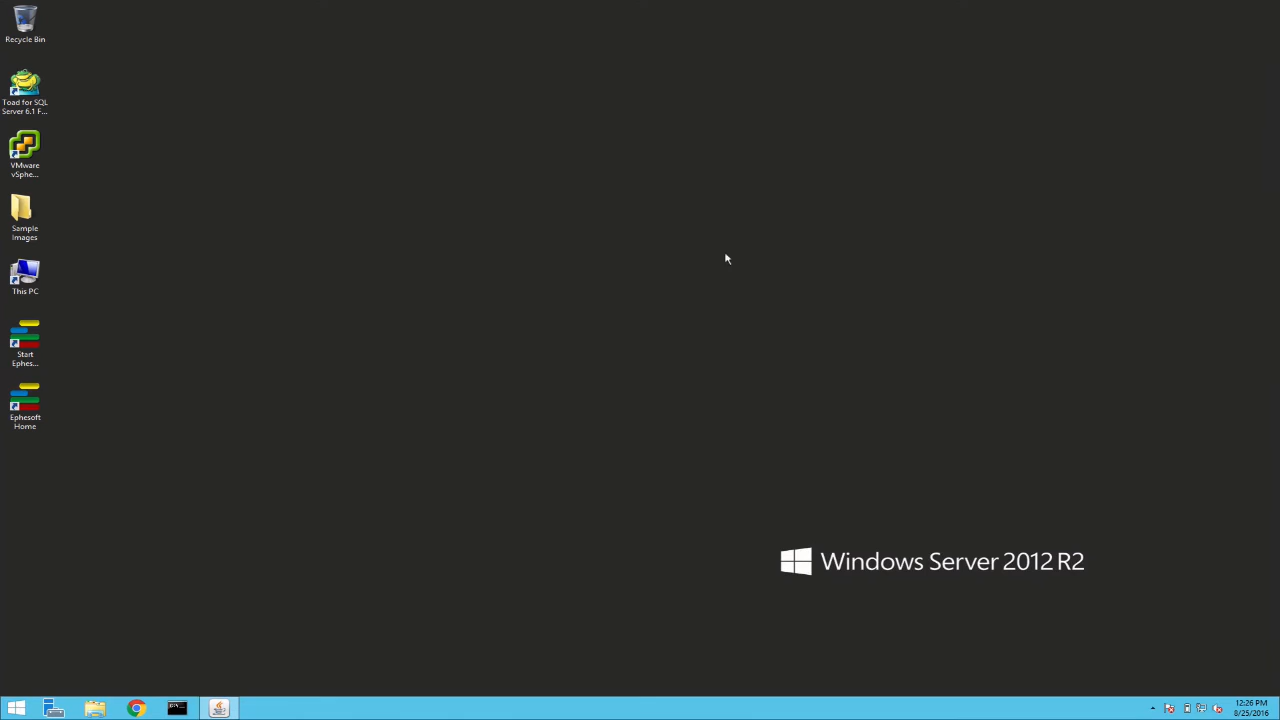 Recycle Bin
Toad for SQL
Server 6.1 F...
VMware
vSphe...
Sample
Images
This PC
Start
Ephes...
Ephesoft
Home
Windows Server 2012 R2
12:26 PM
8/25/2016